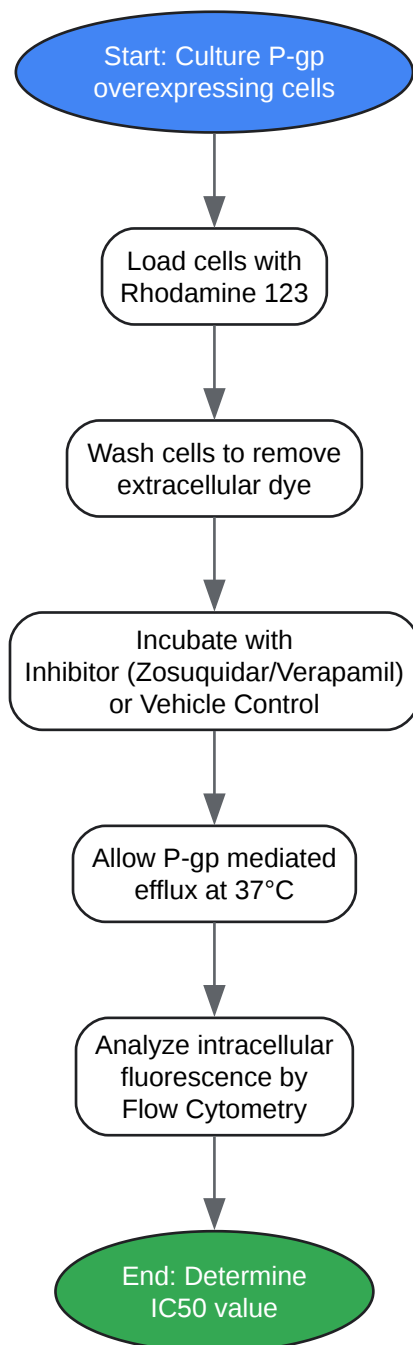 Start: Culture P-gp
overexpressing cells
Load cells with
Rhodamine 123
Wash cells to remove
extracellular dye
Incubate with
Inhibitor (Zosuquidar/Verapamil)
or Vehicle Control
Allow P-gp mediated
efflux at 37°C
Analyze intracellular
fluorescence by
Flow Cytometry
End: Determine
IC50 value